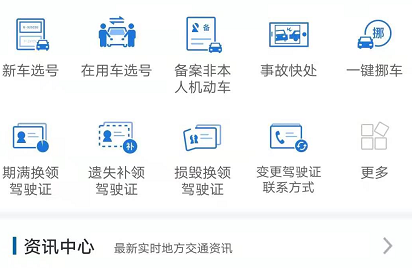 备
挪
新车选号 在用车选号 备案非本 事故快处 一键挪车
人机动车
补
期满换领 遗失补领 损毁换领 变更驾驶证 更多
驾驶证 驾驶证 驾驶证 联系方式
资讯中心 最新实时地方交通资讯